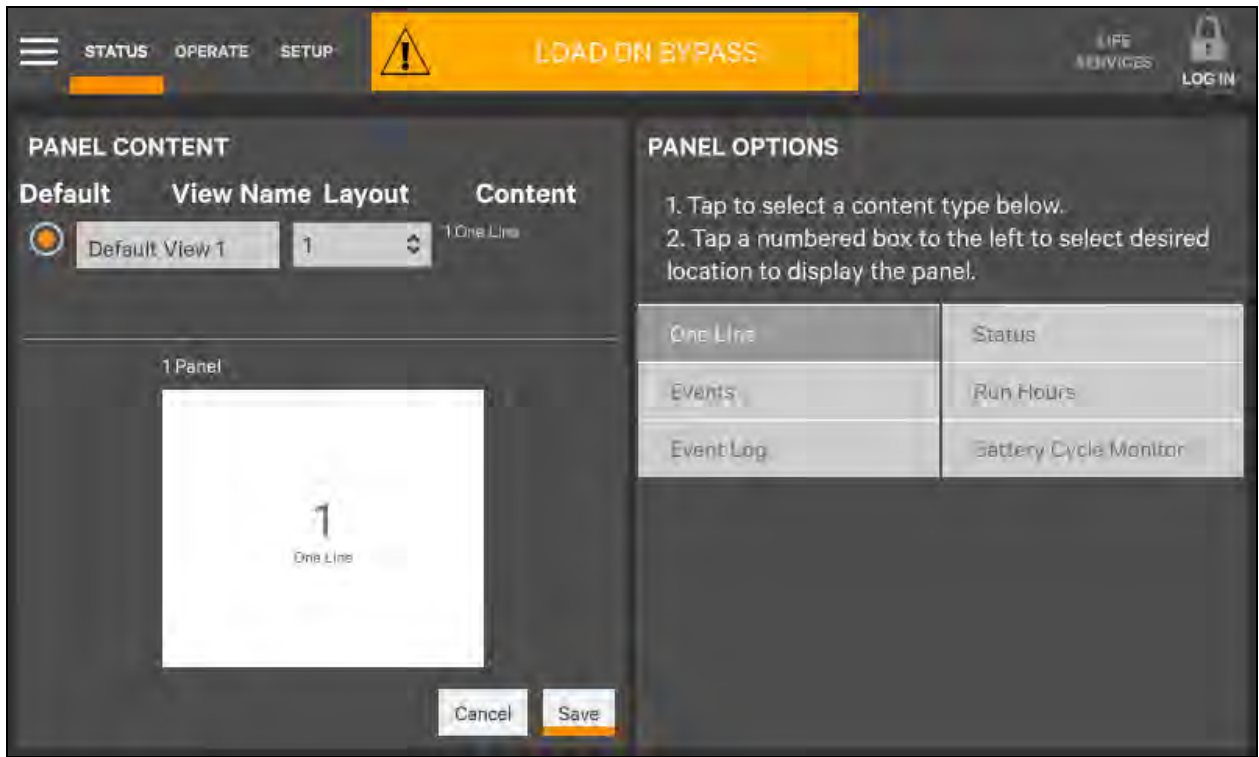 STATUS OPERATE SETUP
LOAD ON BYPASS
LIFE
SERVICES
LOG IN
PANEL CONTENT
Default View Name Layout Content
Default View 1
1
1 One Line
1 Panel
1
One Line
Cancel Save
PANEL OPTIONS
1. Tap to select a content type below.
2. Tap a numbered box to the left to select desired
location to display the panel.
One Line Status
Events Run Hours
Event Log Battery Cycle Monitor